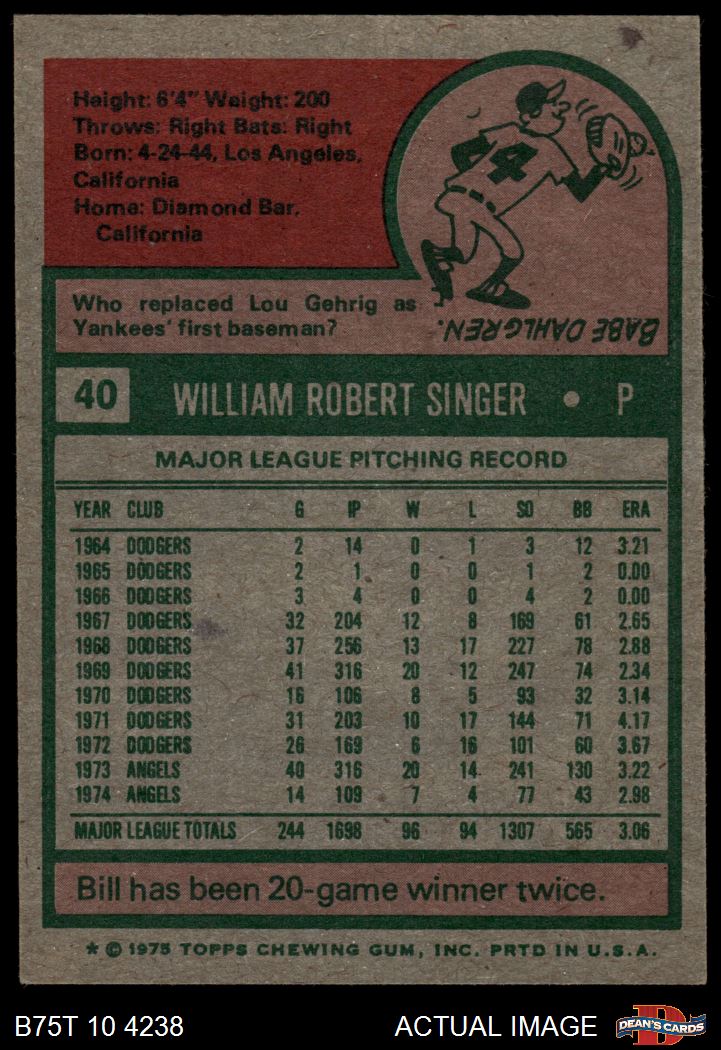 Height: 6'4" Weight: 200
Throws: Right Bats: Right
Born: 4-24-44, Los Angeles,
California
Home: Diamond Bar,
California
4
Who replaced Lou Gehrig as
Yankees' first baseman?
BABE DAHLGREN.
40 WILLIAM ROBERT SINGER • P
MAJOR LEAGUE PITCHING RECORD
YEAR CLUB G IP W L SO BB ERA
1964 DODGERS 2 14 0 1 3 12 3.21
1965 DODGERS 2 1 0 0 1 2 0.00
1966 DODGERS 3 4 0 0 4 2 0.00
1967 DODGERS 32 204 12 8 169 61 2.65
1968 DODGERS 37 256 13 17 227 78 2.88
1969 DODGERS 41 316 20 12 247 74 2.34
1970 DODGERS 16 106 8 5 93 32 3.14
1971 DODGERS 31 203 10 17 144 71 4.17
1972 DODGERS 26 169 6 16 101 60 3.67
1973 ANGELS 40 316 20 14 241 130 3.22
1974 ANGELS 14 109 7 4 77 43 2.98
MAJOR LEAGUE TOTALS 244 1698 96 94 1307 565 3.06
Bill has been 20-game winner twice.
* © 1975 TOPPS CHEWING GUM, INC. PRTD IN U.S.A.
B75T 10 4238 ACTUAL IMAGE D DEAN'S CARDS